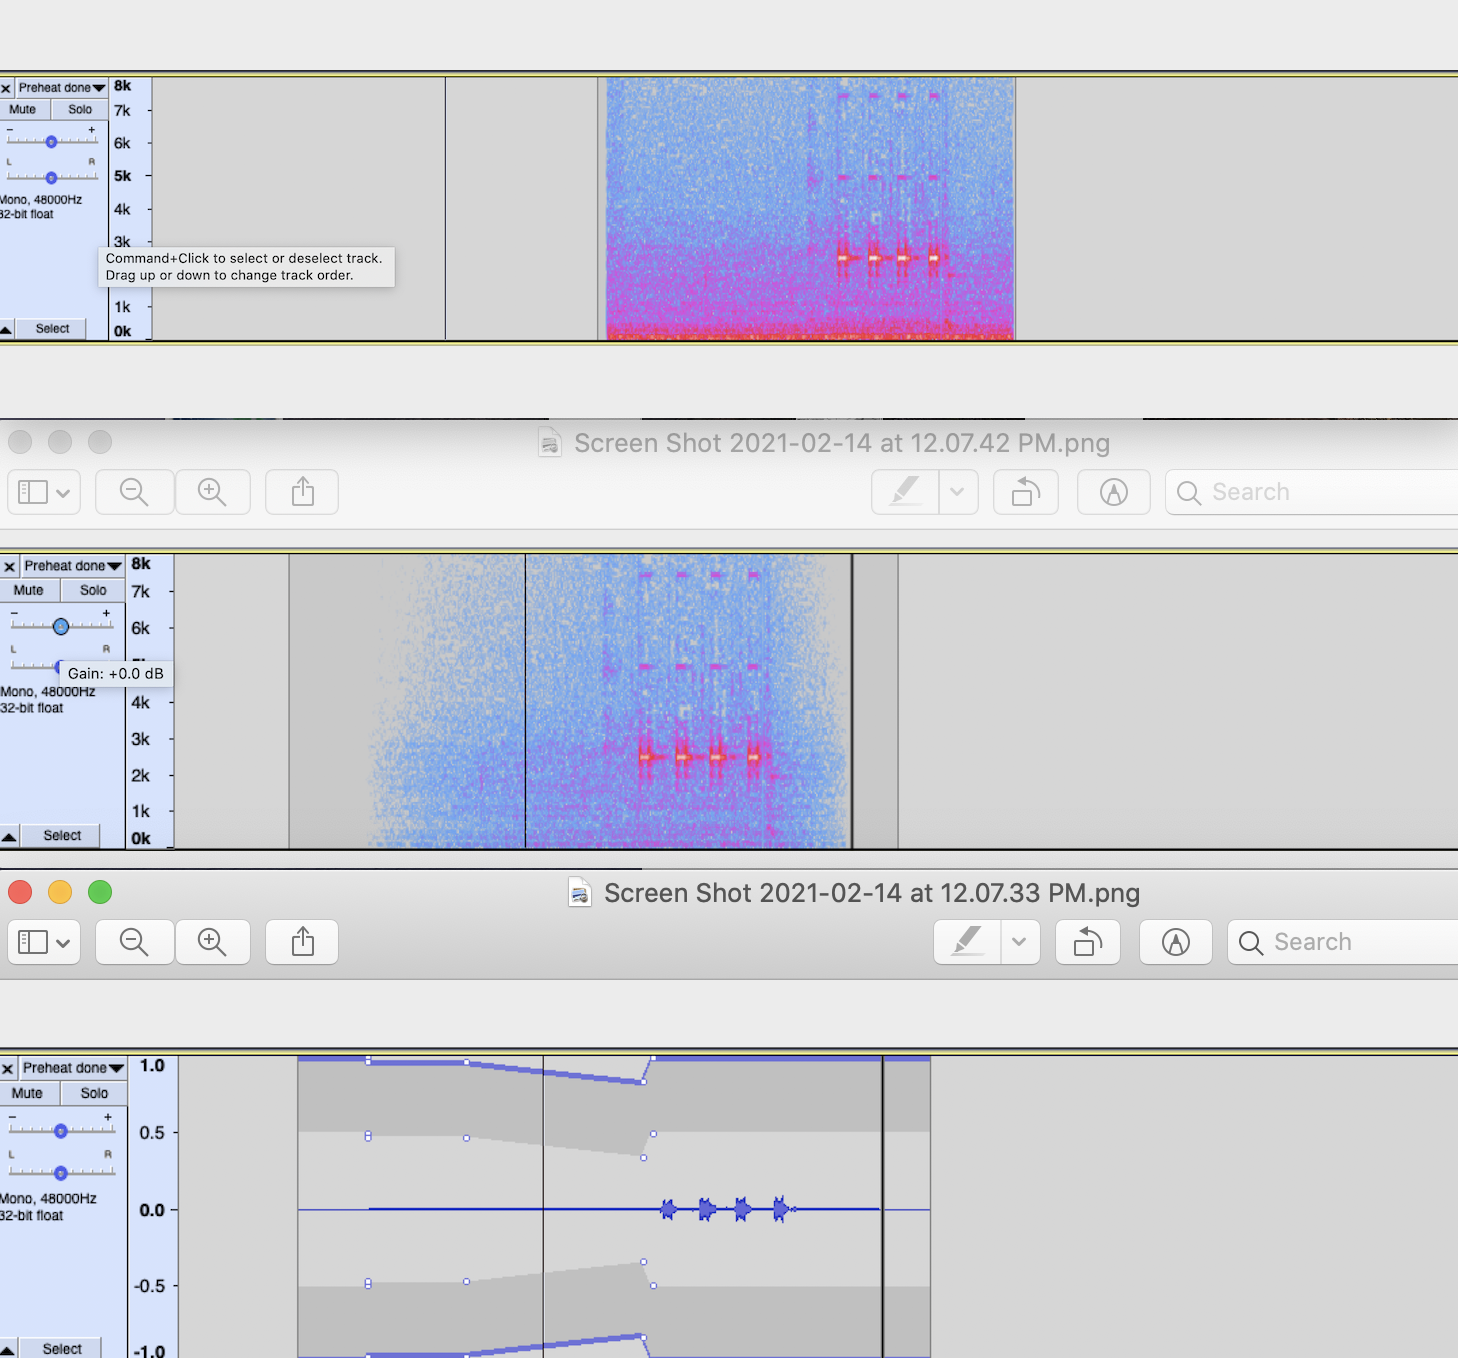 Preheat done
Mute Solo
- +
L R
Mono, 48000Hz
32-bit float
Select
8k
7k
6k
5k
4k
3k
1k
0k
Command+Click to select or deselect track.
Drag up or down to change track order.
Screen Shot 2021-02-14 at 12.07.42 PM.png
Search
Preheat done
Mute Solo
- +
L R
Gain: +0.0 dB
Mono, 48000Hz
32-bit float
Select
8k
7k
6k
4k
3k
2k
1k
0k
Screen Shot 2021-02-14 at 12.07.33 PM.png
Search
Preheat done
Mute Solo
- +
L R
Mono, 48000Hz
32-bit float
Select
1.0
0.5
0.0
-0.5
-1.0